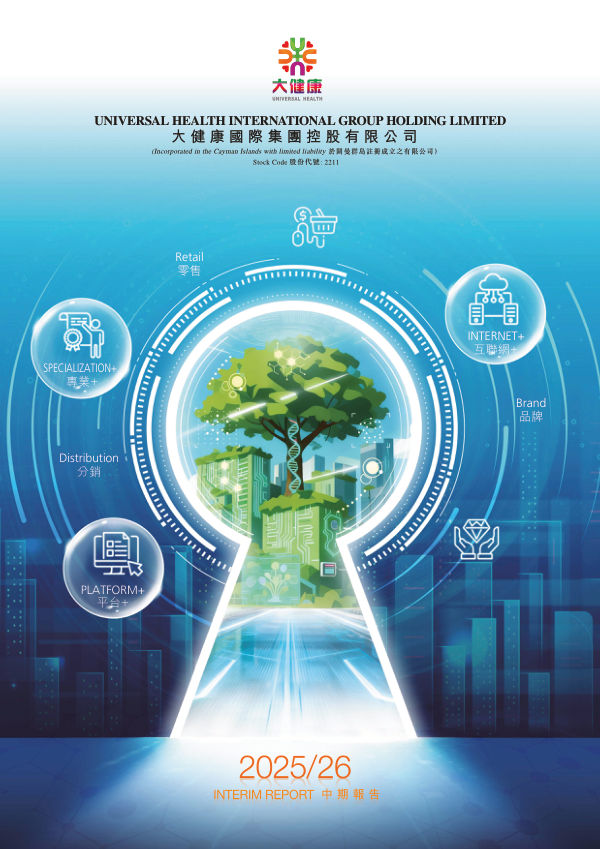 大健康
UNIVERSAL HEALTH
UNIVERSAL HEALTH INTERNATIONAL GROUP HOLDING LIMITED
大健康國際集團控股有限公司
(Incorporated in the Cayman Islands with limited liability 於開曼群島註冊成立之有限公司)
Stock Code 股份代號: 2211
Retail
零售
INTERNET+
互聯網+
SPECIALIZATION+
專業+
Brand
品牌
Distribution
分銷
PLATFORM+
平台+
2025/26
INTERIM REPORT 中期報告